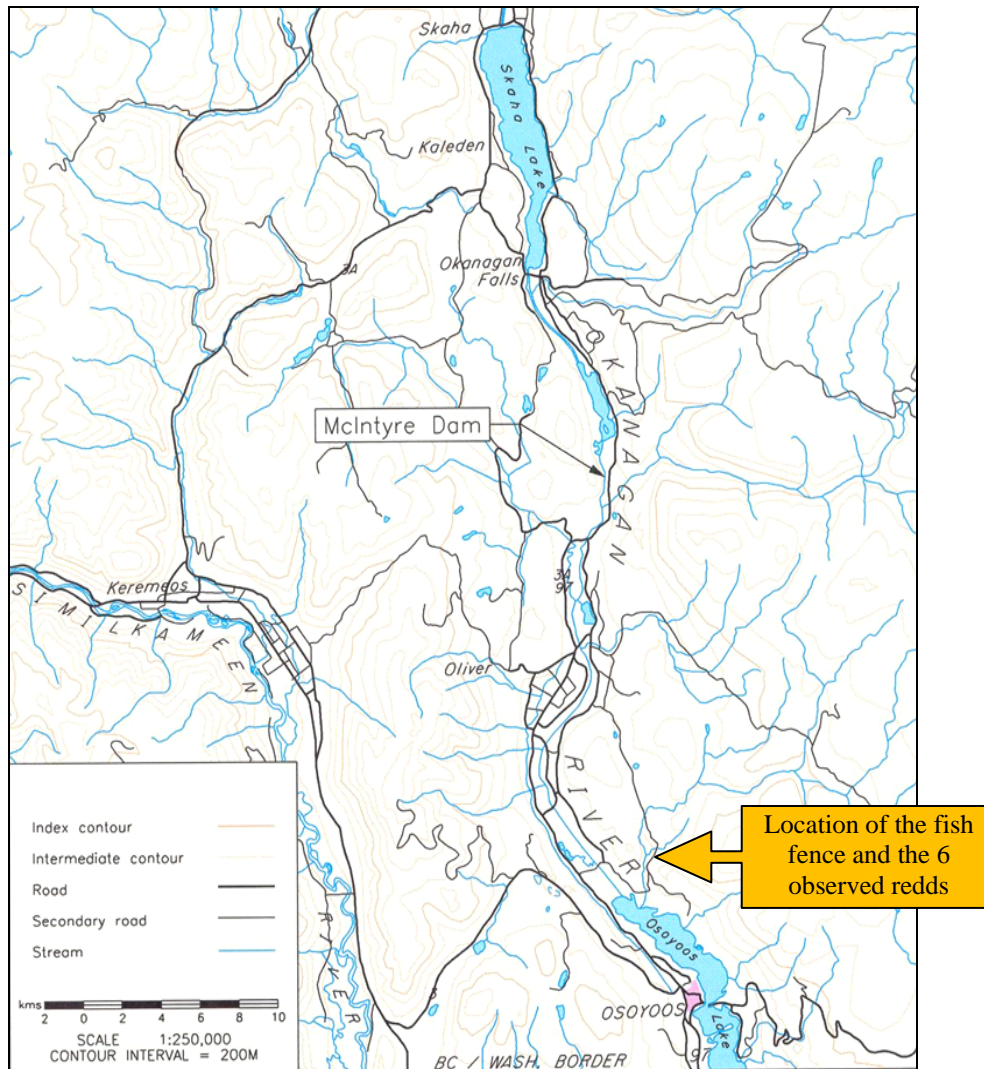 Skaha
Skaha Lake
Kaleden
3A
Okanagan
Falls
OKANAGAN
McIntyre Dam
3A
97
Keremeos
SIMILKAMEEN
Oliver
RIVER
Location of the fish
fence and the 6
observed redds
Index contour
Intermediate contour
Road
Secondary road
Stream
RIVER
Osoyoos
OSOYOOS
Lake
kms
2 0 2 4 6 8 10
SCALE 1:250,000
CONTOUR INTERVAL = 200M
BC / WASH. BORDER
97